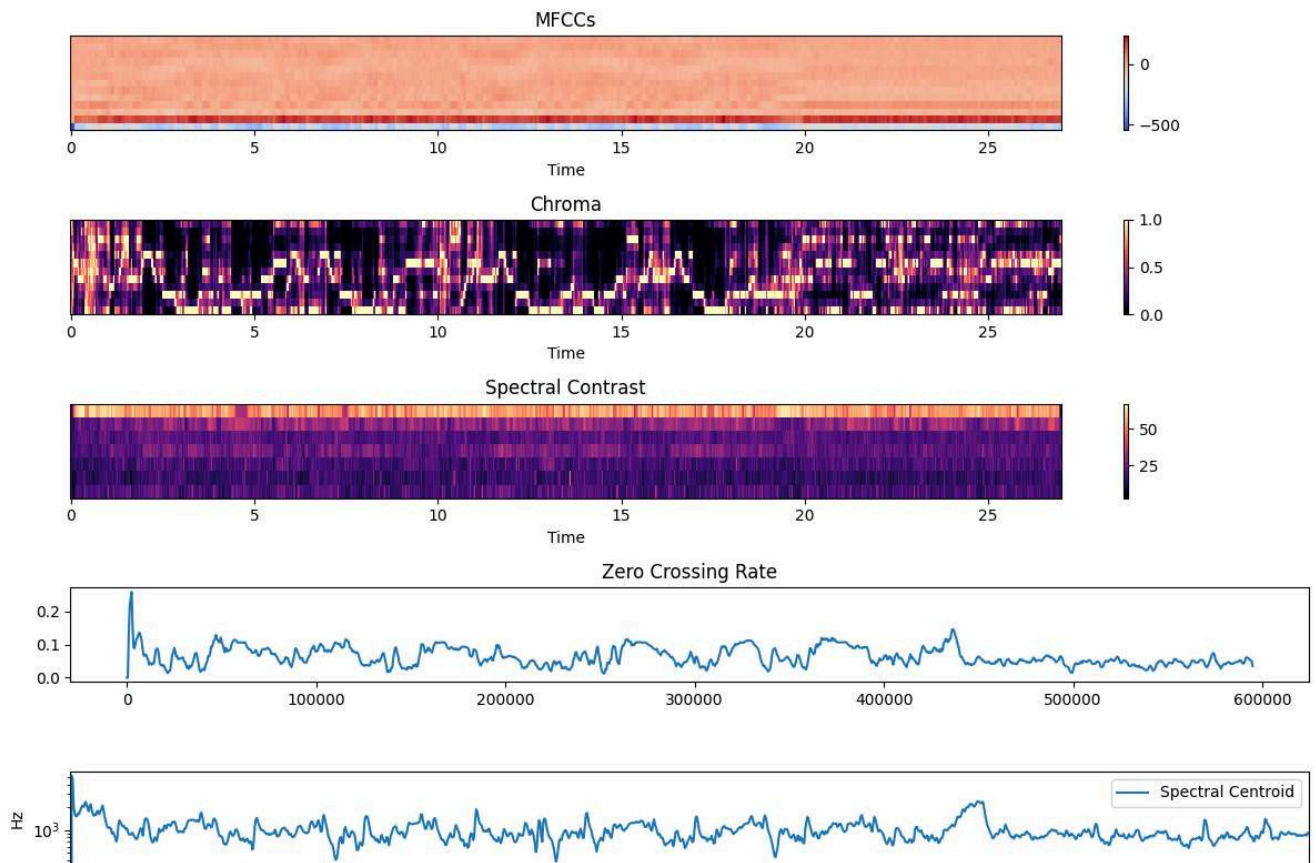 MFCCs
0
−500
0 5 10 15 20 25
Time
Chroma
1.0
0.5
0.0
0 5 10 15 20 25
Time
Spectral Contrast
50
25
0 5 10 15 20 25
Time
Zero Crossing Rate
0.2
0.1
0.0
0 100000 200000 300000 400000 500000 600000
Hz
10³
Spectral Centroid